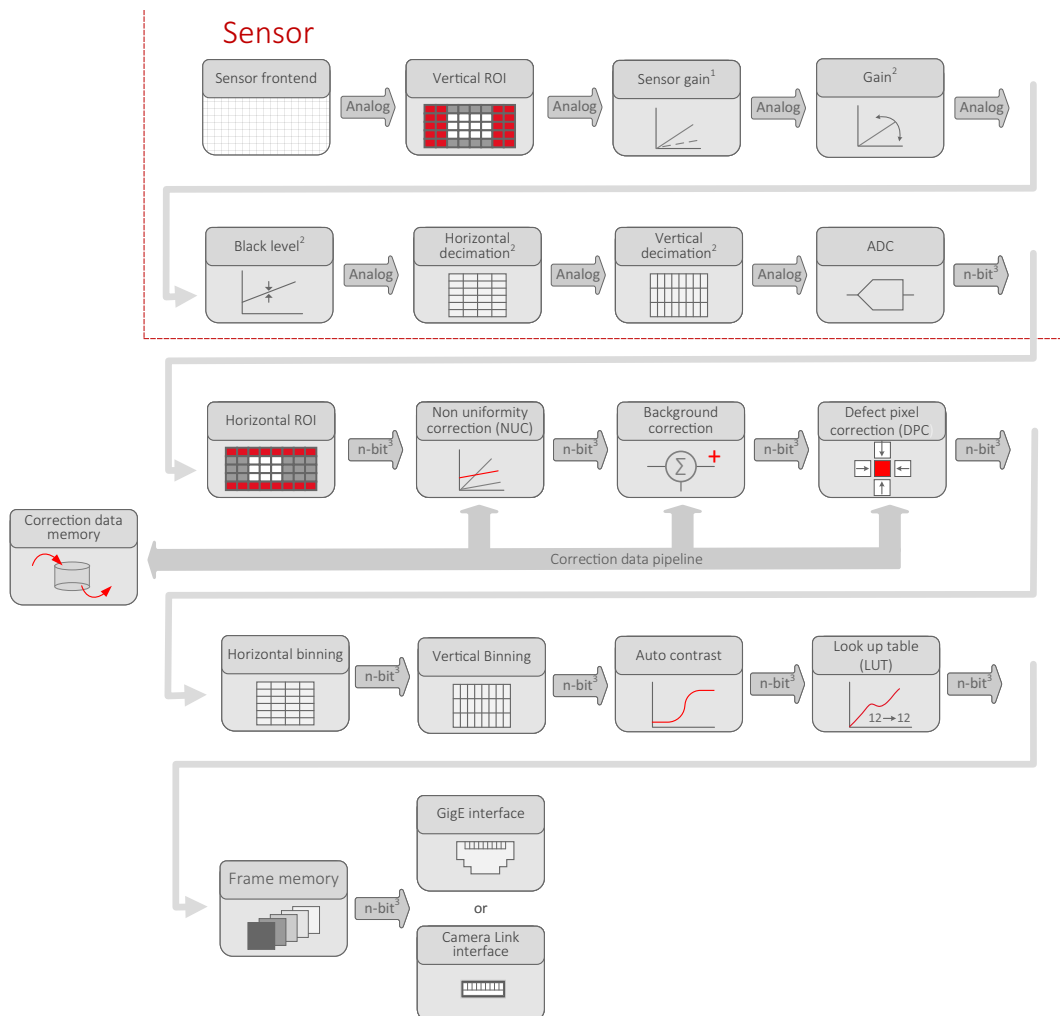 Sensor
Sensor frontend
Analog
Vertical ROI
Analog
Sensor gain¹
Analog
Gain²
Analog
Black level²
Analog
Horizontal
decimation²
Analog
Vertical
decimation²
Analog
ADC
n-bit³
Horizontal ROI
n-bit³
Non uniformity
correction (NUC)
n-bit³
Background
correction
Σ
+
n-bit³
Defect pixel
correction (DPC)
n-bit³
Correction data
memory
Correction data pipeline
Horizontal binning
n-bit³
Vertical Binning
n-bit³
Auto contrast
n-bit³
Look up table
(LUT)
12→12
n-bit³
Frame memory
n-bit³
GigE interface
or
Camera Link
interface